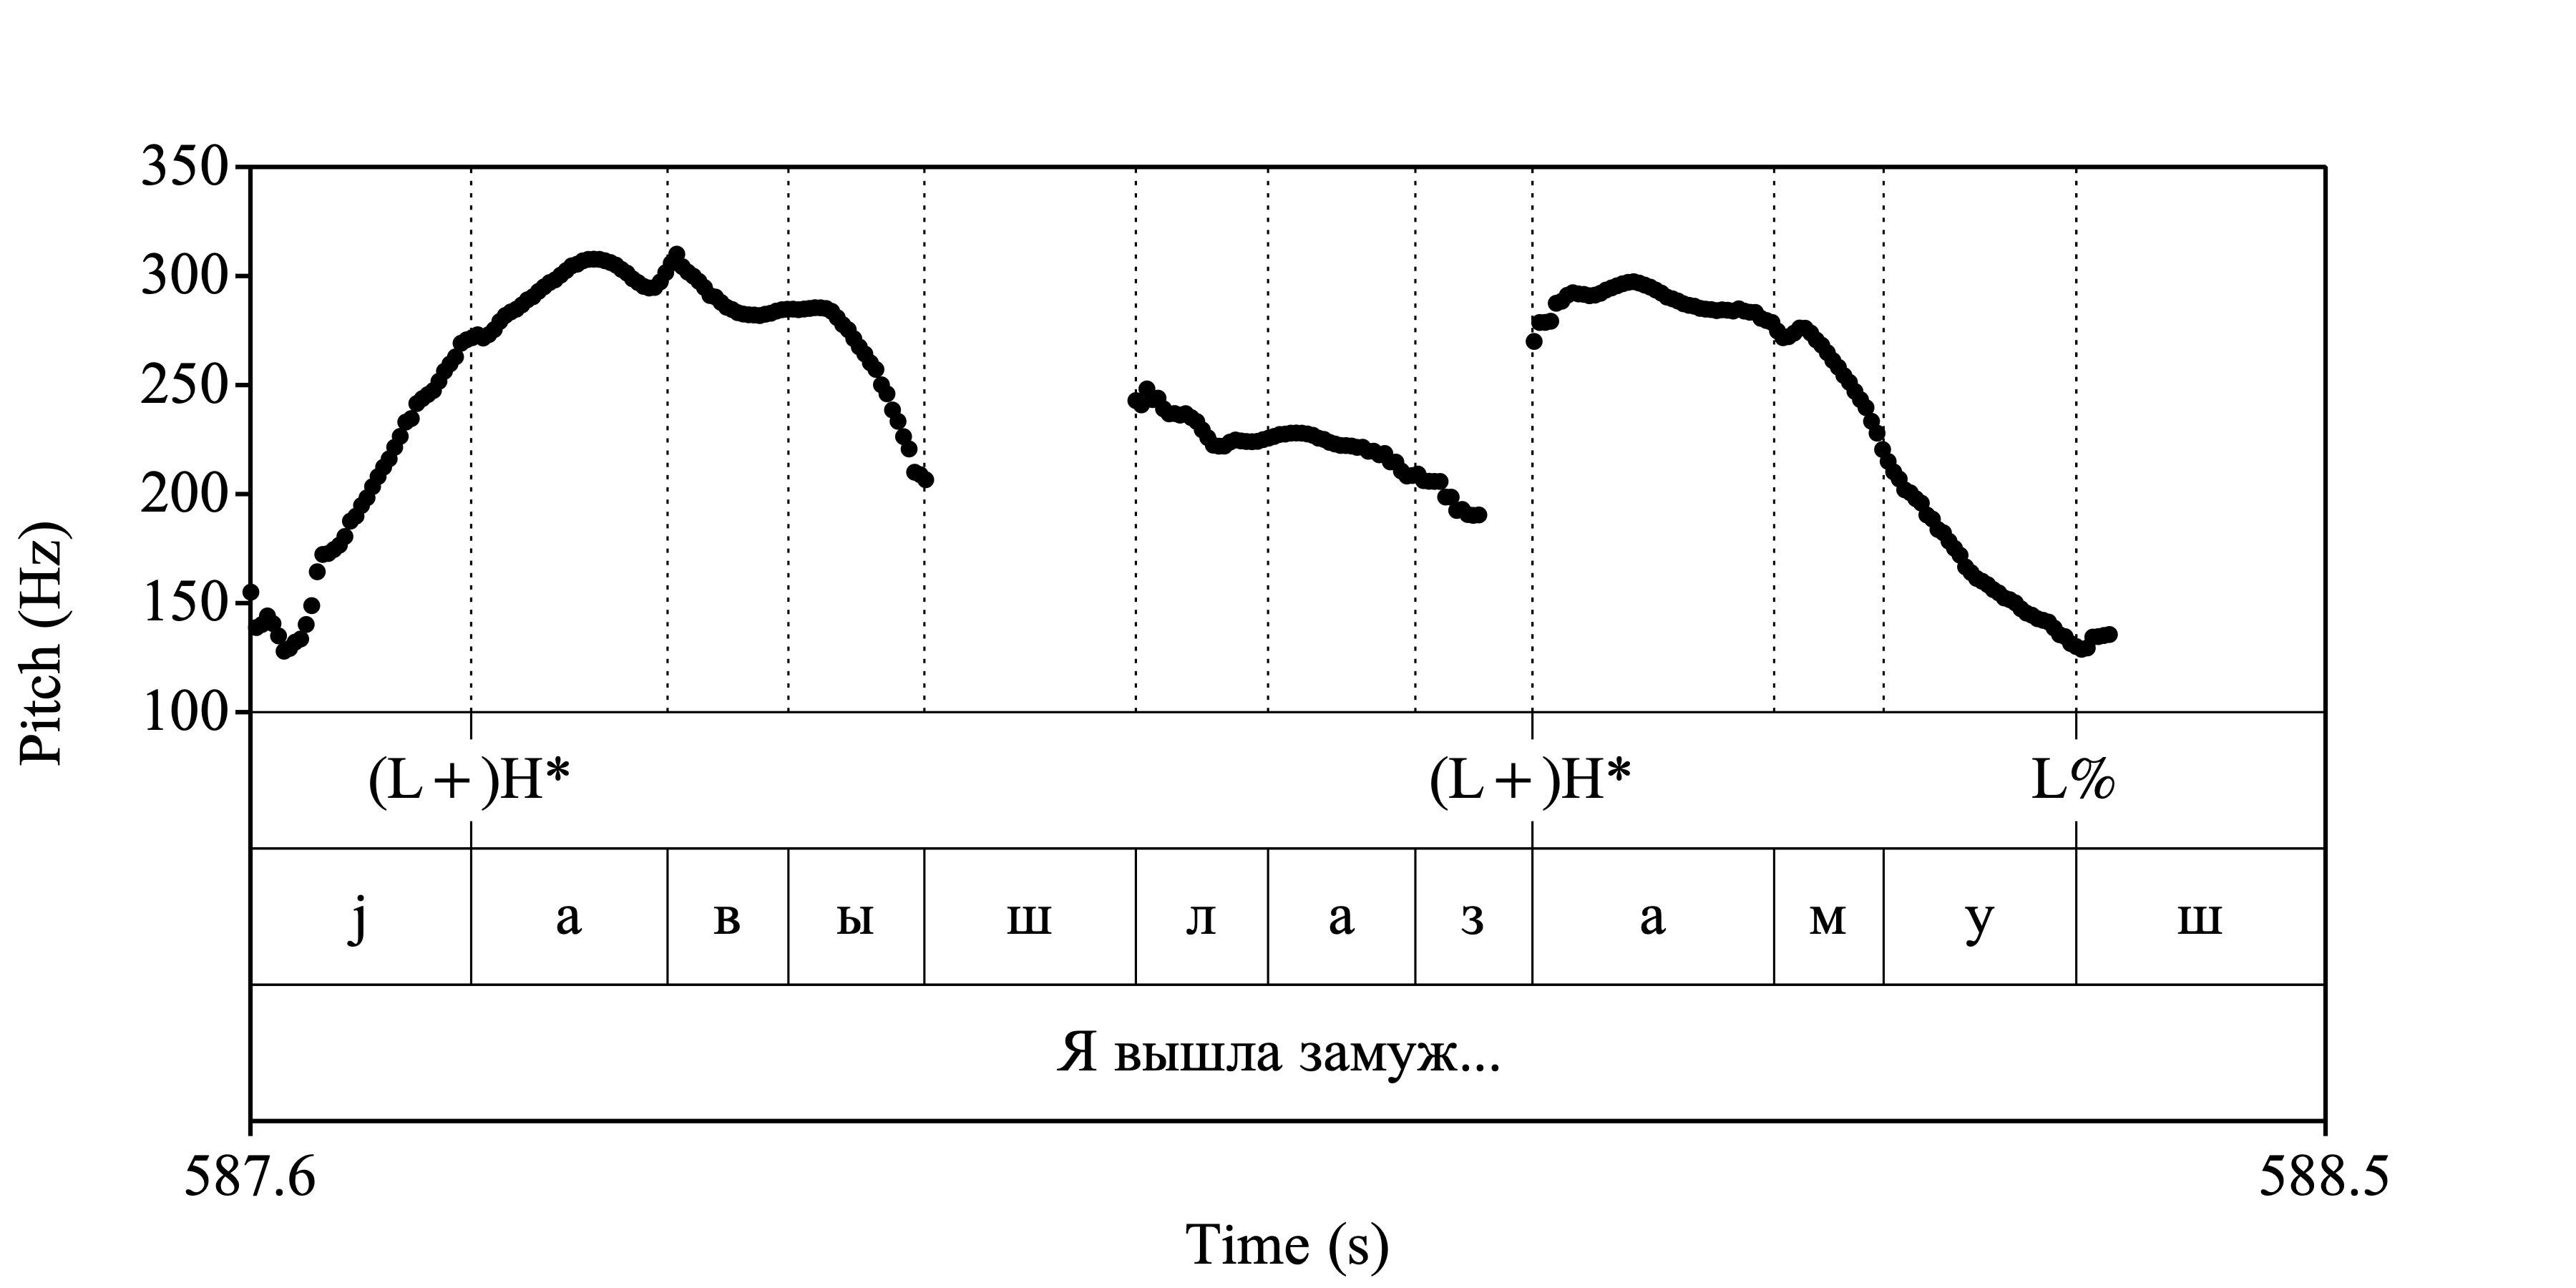 350
300
250
200
150
100
Pitch (Hz)
(L+)H* (L+)H* L%
j а в ы ш л а з а м у ш
Я вышла замуж...
587.6 588.5
Time (s)